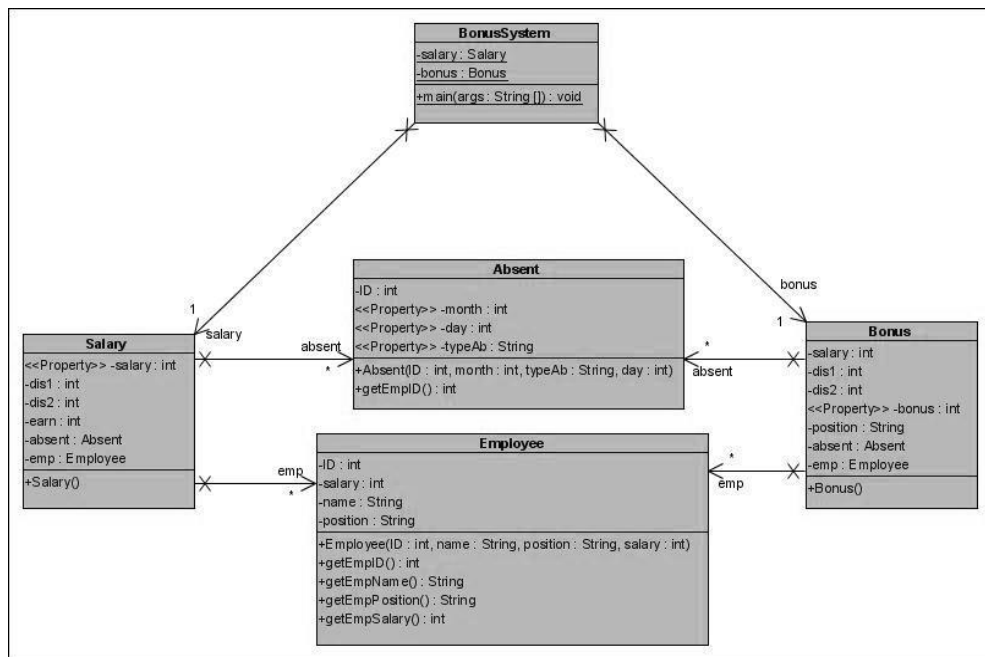 BonusSystem
-salary : Salary
-bonus : Bonus
+main(args : String []) : void
1
salary
bonus
1
Absent
-ID : int
<<Property>> -month : int
<<Property>> -day : int
<<Property>> -typeAb : String
+Absent(ID : int, month : int, typeAb : String, day : int)
+getEmpID() : int
Salary
<<Property>> -salary : int
-dis1 : int
-dis2 : int
-earn : int
-absent : Absent
-emp : Employee
+Salary()
absent
*
*
absent
Bonus
-salary : int
-dis1 : int
-dis2 : int
<<Property>> -bonus : int
-position : String
-absent : Absent
-emp : Employee
+Bonus()
emp
*
*
emp
Employee
-ID : int
-salary : int
-name : String
-position : String
+Employee(ID : int, name : String, position : String, salary : int)
+getEmpID() : int
+getEmpName() : String
+getEmpPosition() : String
+getEmpSalary() : int